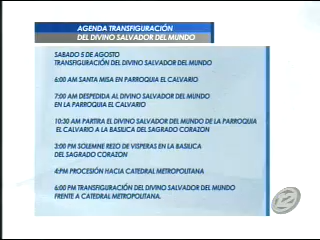 AGENDA TRANSFIGURACIÓN
DEL DIVINO SALVADOR DEL MUNDO
SABADO 5 DE AGOSTO
TRANSFIGURACIÓN DEL DIVINO SALVADOR DEL MUNDO
6:00 AM SANTA MISA EN PARROQUIA EL CALVARIO
7:00 AM DESPEDIDA AL DIVINO SALVADOR DEL MUNDO
EN LA PARROQUIA EL CALVARIO
10:30 AM PARTIRA EL DIVINO SALVADOR DEL MUNDO DE LA PARROQUIA
EL CALVARIO A LA BASILICA DEL SAGRADO CORAZON
3:00 PM SOLEMNE REZO DE VISPERAS EN LA BASILICA
DEL SAGRADO CORAZON
4:PM PROCESIÓN HACIA CATEDRAL METROPOLITANA
6:00 PM TRANSFIGURACIÓN DEL DIVINO SALVADOR DEL MUNDO
FRENTE A CATEDRAL METROPOLITANA.
12